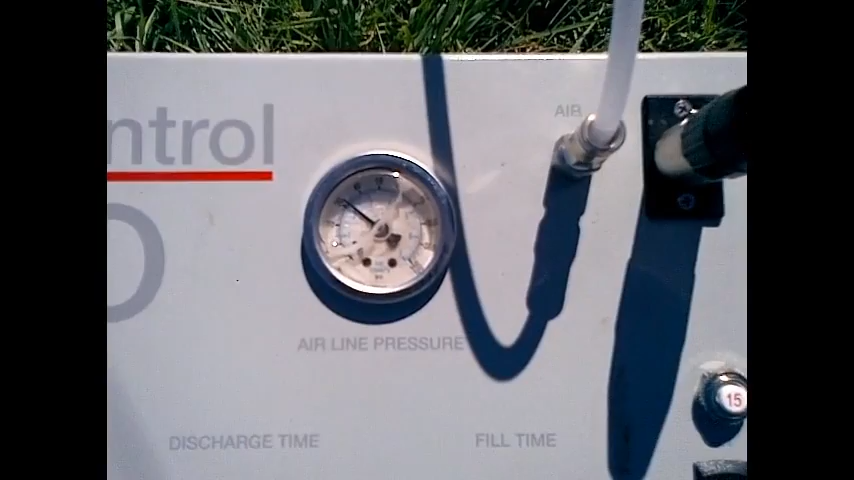 ntrol
AIR
AIR LINE PRESSURE
15
DISCHARGE TIME
FILL TIME